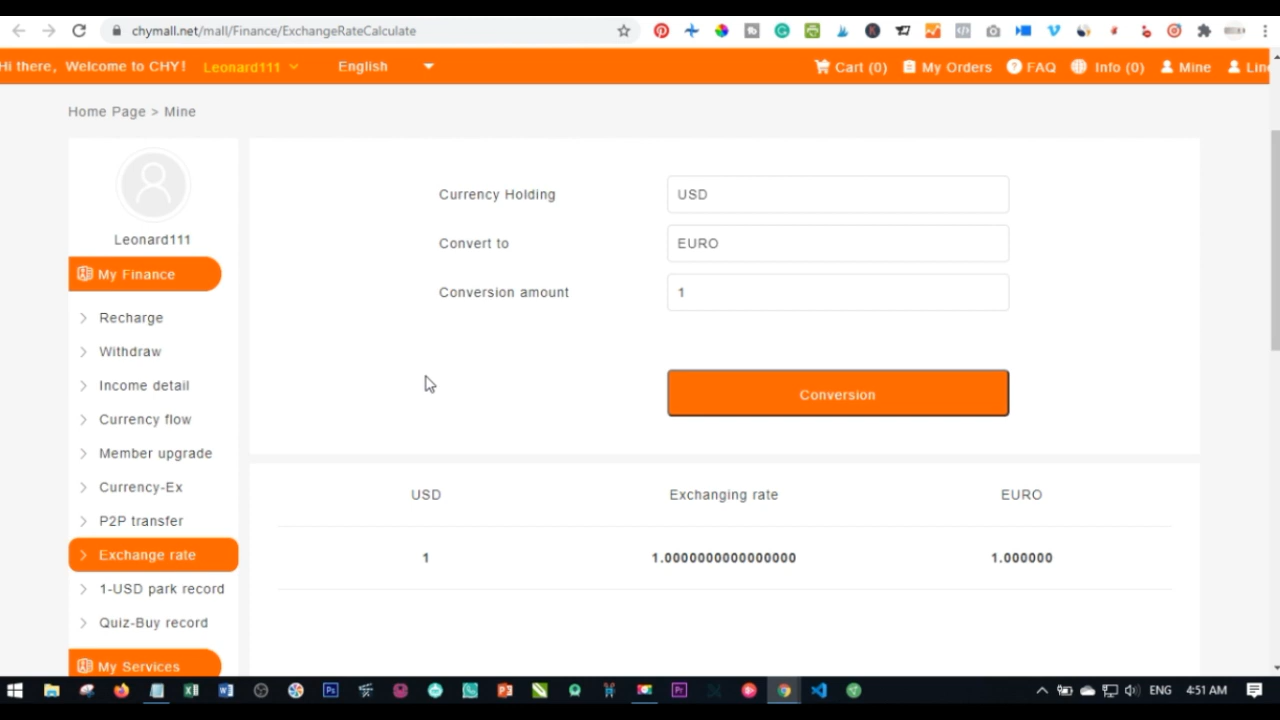 chymall.net/mall/Finance/ExchangeRateCalculate
Hi there, Welcome to CHY! Leonard111 English Cart (0) My Orders FAQ Info (0) Mine Lin
Home Page > Mine
Leonard111
My Finance
Recharge
Withdraw
Income detail
Currency flow
Member upgrade
Currency-Ex
P2P transfer
Exchange rate
1-USD park record
Quiz-Buy record
My Services
Currency Holding USD
Convert to EURO
Conversion amount 1
Conversion
USD Exchanging rate EURO
1 1.0000000000000000 1.000000
ENG 4:51 AM